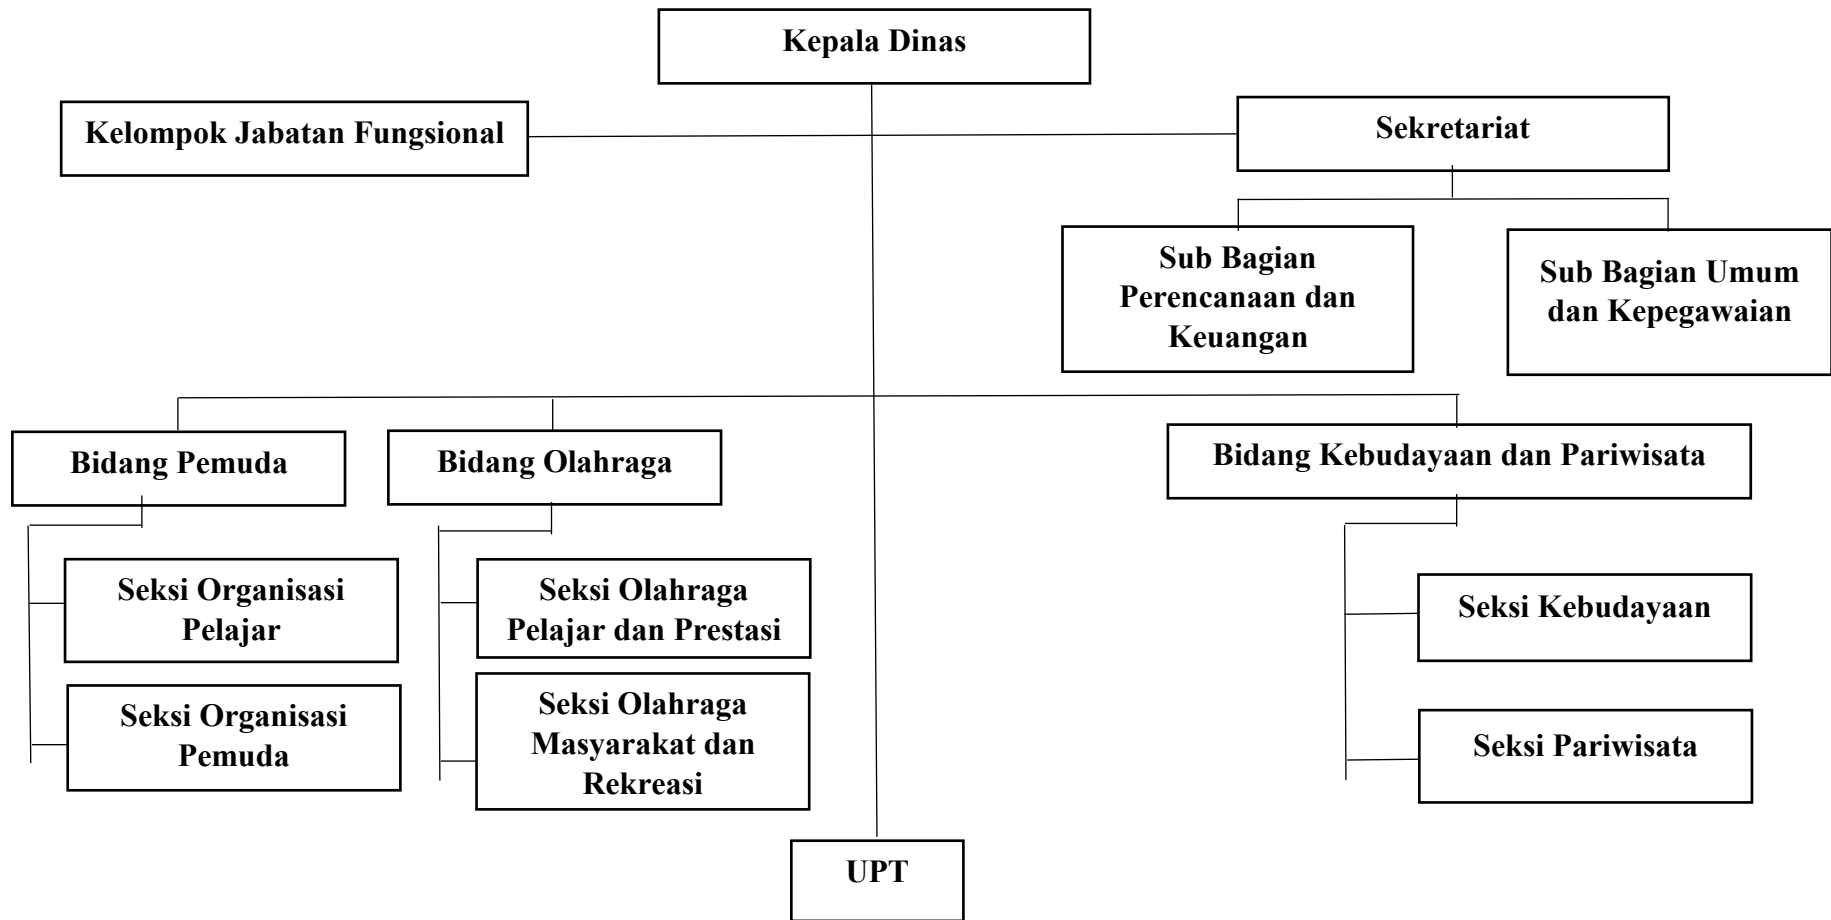 Kepala Dinas
Kelompok Jabatan Fungsional
Sekretariat
Sub Bagian
Perencanaan dan
Keuangan
Sub Bagian Umum
dan Kepegawaian
Bidang Pemuda
Bidang Olahraga
Bidang Kebudayaan dan Pariwisata
Seksi Organisasi
Pelajar
Seksi Organisasi
Pemuda
Seksi Olahraga
Pelajar dan Prestasi
Seksi Olahraga
Masyarakat dan
Rekreasi
Seksi Kebudayaan
Seksi Pariwisata
UPT